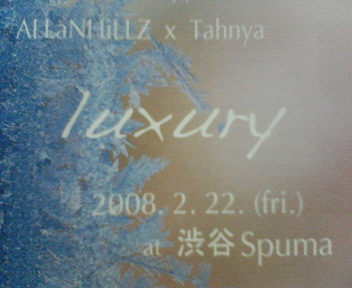 ALLaNHiLLZ x Tahnya
luxury
2008. 2. 22. (fri.)
at 渋谷 Spuma